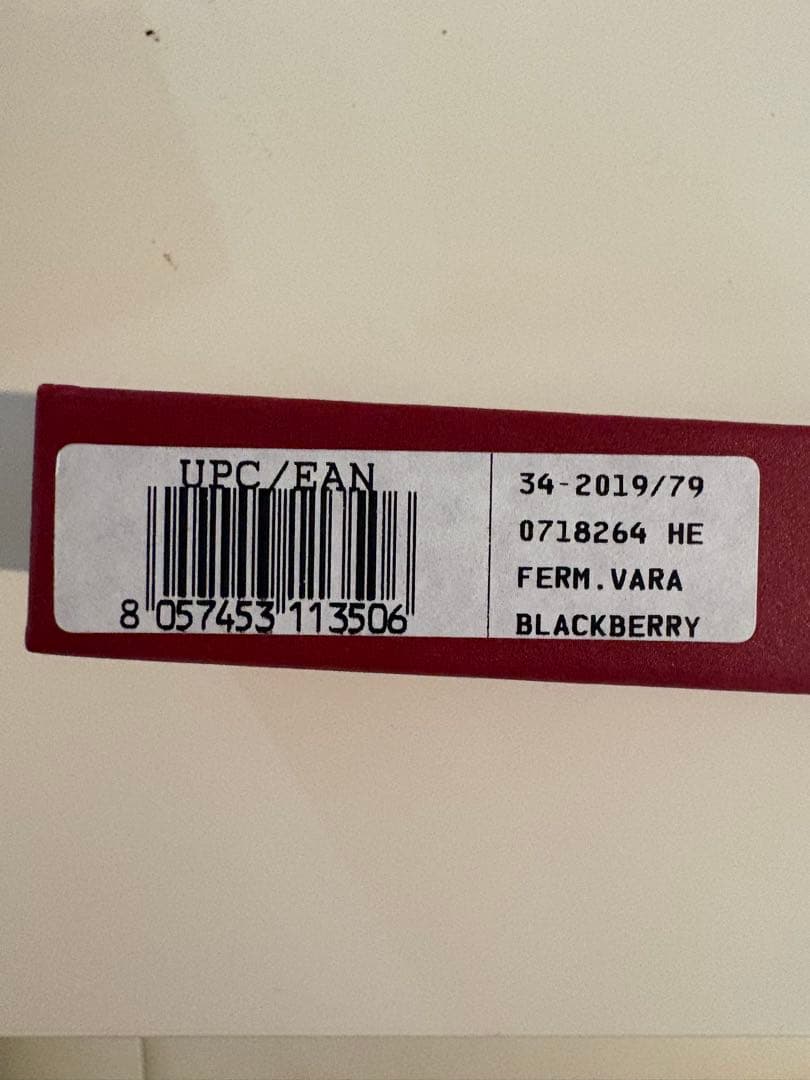 UPC/EAN
8 057453 113506
34-2019/79
0718264 HE
FERM.VARA
BLACKBERRY